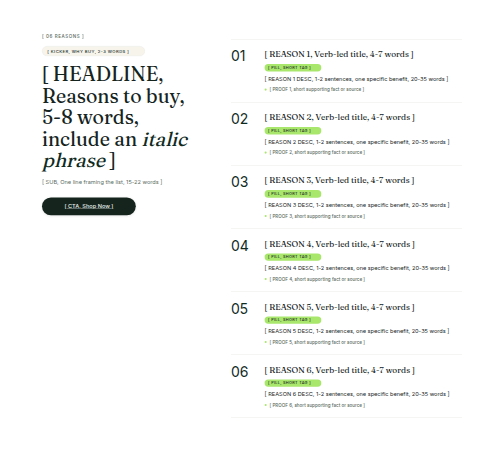 [ DR REASONS ]
[ KICKER, WHY BUY, 2-3 WORDS ]
[ HEADLINE,
Reasons to buy,
5-8 words,
include an italic
phrase ]
[ SUB, One line framing the list, 15-22 words ]
[ CTA, Shop Now ]
01
[ REASON 1, Verb-led title, 4-7 words ]
[ PILL, SHORT TAG ]
[ REASON 1 DESC, 1-2 sentences, one specific benefit, 20-35 words ]
+ [ PROOF 1, short supporting fact or source ]
02
[ REASON 2, Verb-led title, 4-7 words ]
[ PILL, SHORT TAG ]
[ REASON 2 DESC, 1-2 sentences, one specific benefit, 20-35 words ]
+ [ PROOF 2, short supporting fact or source ]
03
[ REASON 3, Verb-led title, 4-7 words ]
[ PILL, SHORT TAG ]
[ REASON 3 DESC, 1-2 sentences, one specific benefit, 20-35 words ]
+ [ PROOF 3, short supporting fact or source ]
04
[ REASON 4, Verb-led title, 4-7 words ]
[ PILL, SHORT TAG ]
[ REASON 4 DESC, 1-2 sentences, one specific benefit, 20-35 words ]
+ [ PROOF 4, short supporting fact or source ]
05
[ REASON 5, Verb-led title, 4-7 words ]
[ PILL, SHORT TAG ]
[ REASON 5 DESC, 1-2 sentences, one specific benefit, 20-35 words ]
+ [ PROOF 5, short supporting fact or source ]
06
[ REASON 6, Verb-led title, 4-7 words ]
[ PILL, SHORT TAG ]
[ REASON 6 DESC, 1-2 sentences, one specific benefit, 20-35 words ]
+ [ PROOF 6, short supporting fact or source ]